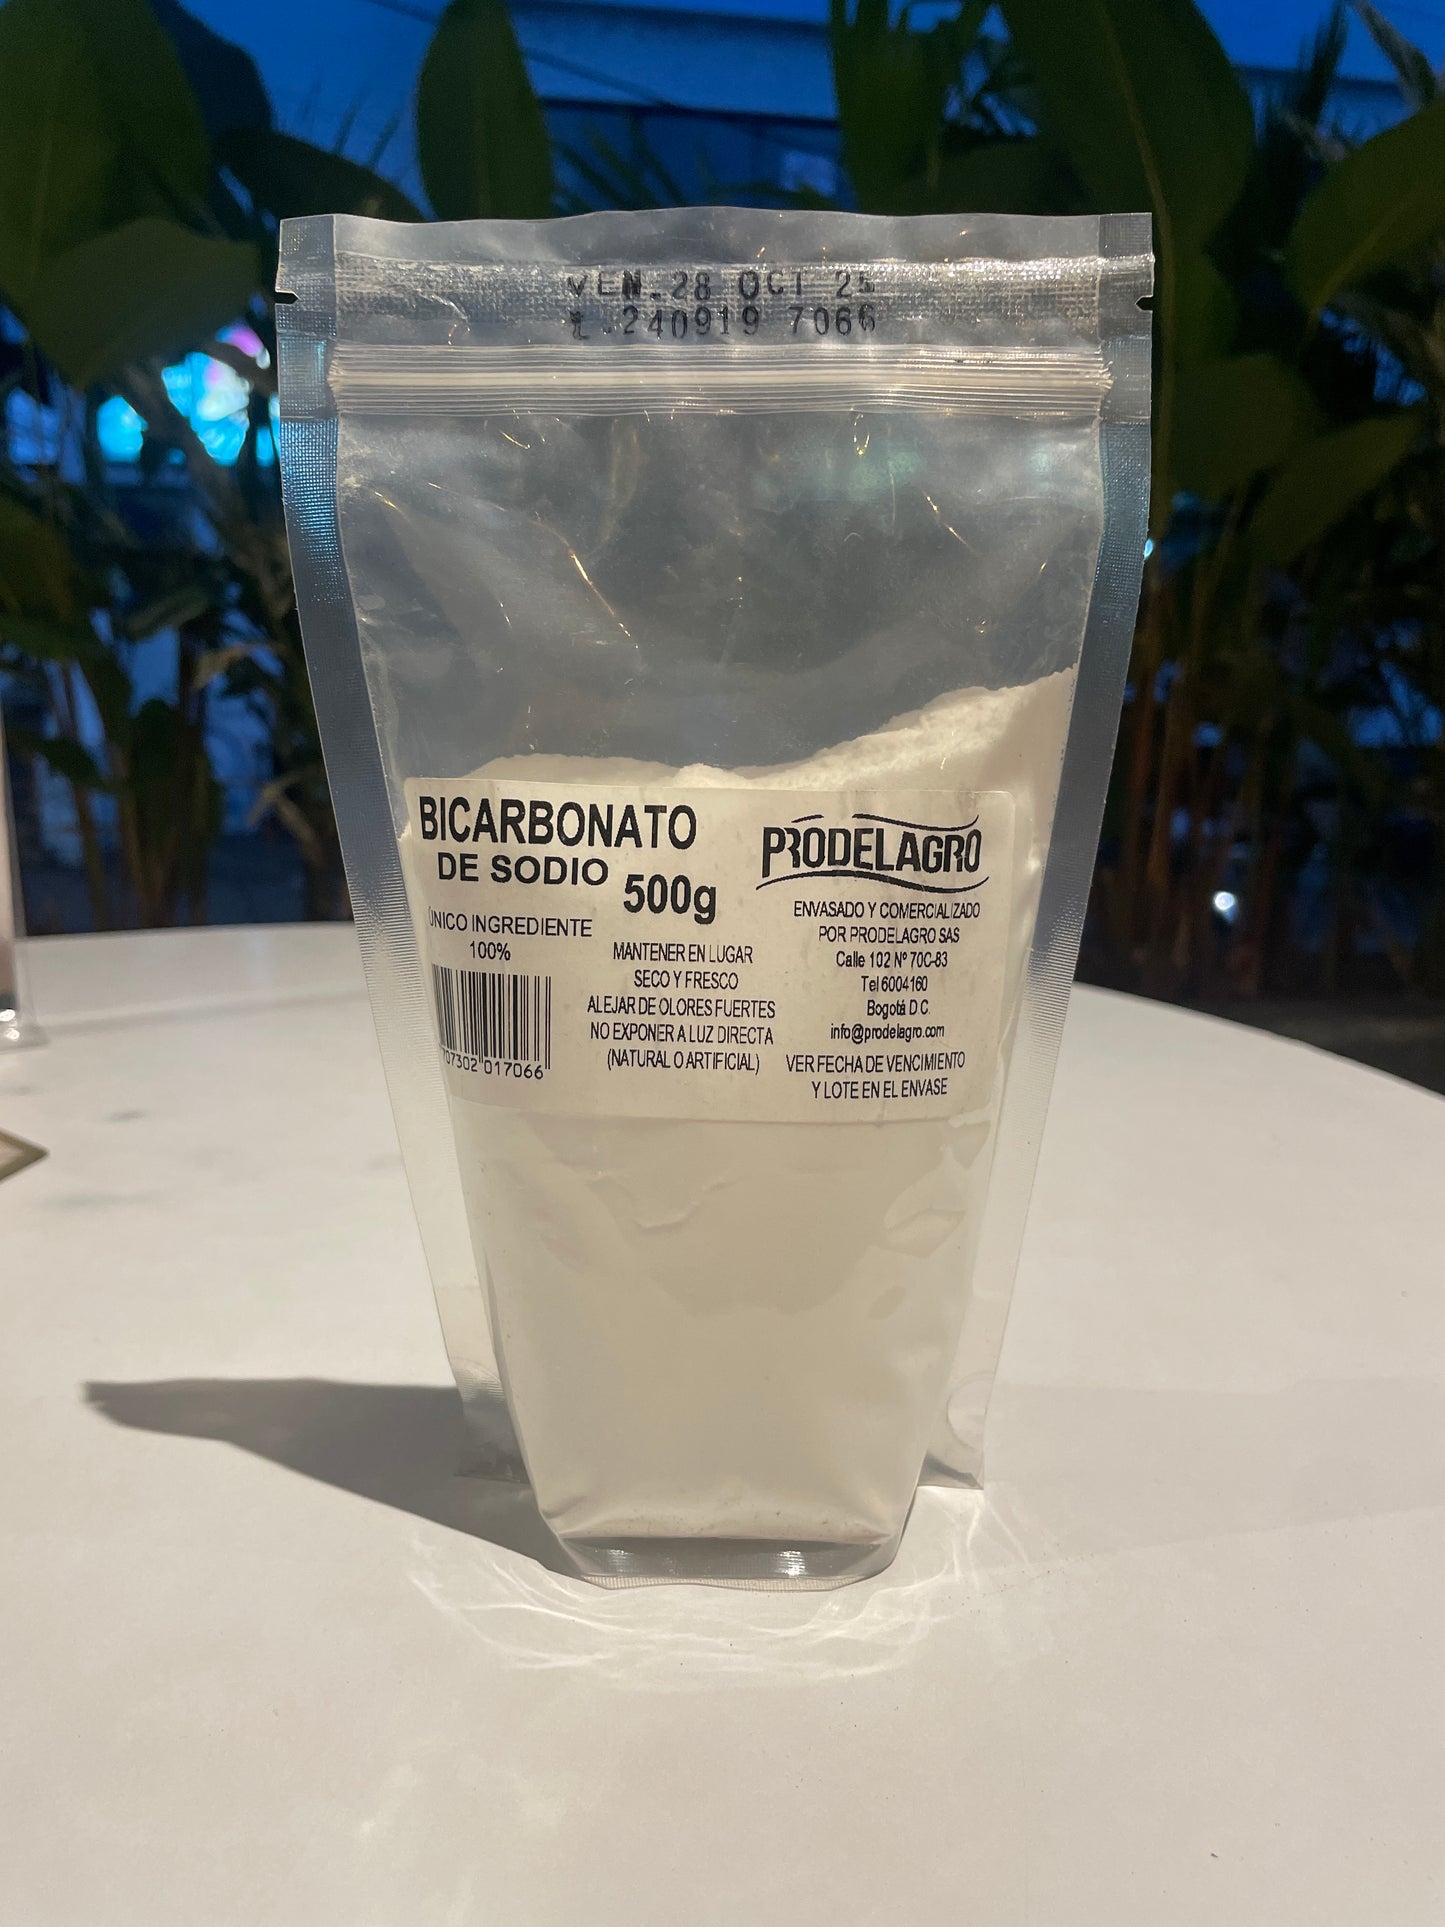 VEN. 28 OCT 25
L.240919 7066
BICARBONATO
DE SODIO
500g
ÚNICO INGREDIENTE
100%
07302 017066
MANTENER EN LUGAR
SECO Y FRESCO
ALEJAR DE OLORES FUERTES
NO EXPONER A LUZ DIRECTA
(NATURAL O ARTIFICIAL)
PRODELAGRO
ENVASADO Y COMERCIALIZADO
POR PRODELAGRO SAS
Calle 102 Nº 70C-83
Tel 6004160
Bogotá D.C.
info@prodelagro.com
VER FECHA DE VENCIMIENTO
Y LOTE EN EL ENVASE